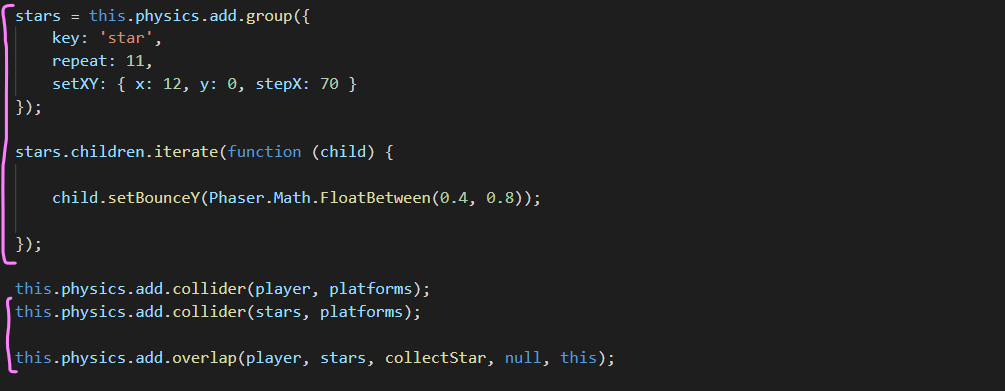 stars = this.physics.add.group({
    key: 'star',
    repeat: 11,
    setXY: { x: 12, y: 0, stepX: 70 }
});
stars.children.iterate(function (child) {
    child.setBounceY(Phaser.Math.FloatBetween(0.4, 0.8));
});
this.physics.add.collider(player, platforms);
this.physics.add.collider(stars, platforms);
this.physics.add.overlap(player, stars, collectStar, null, this);